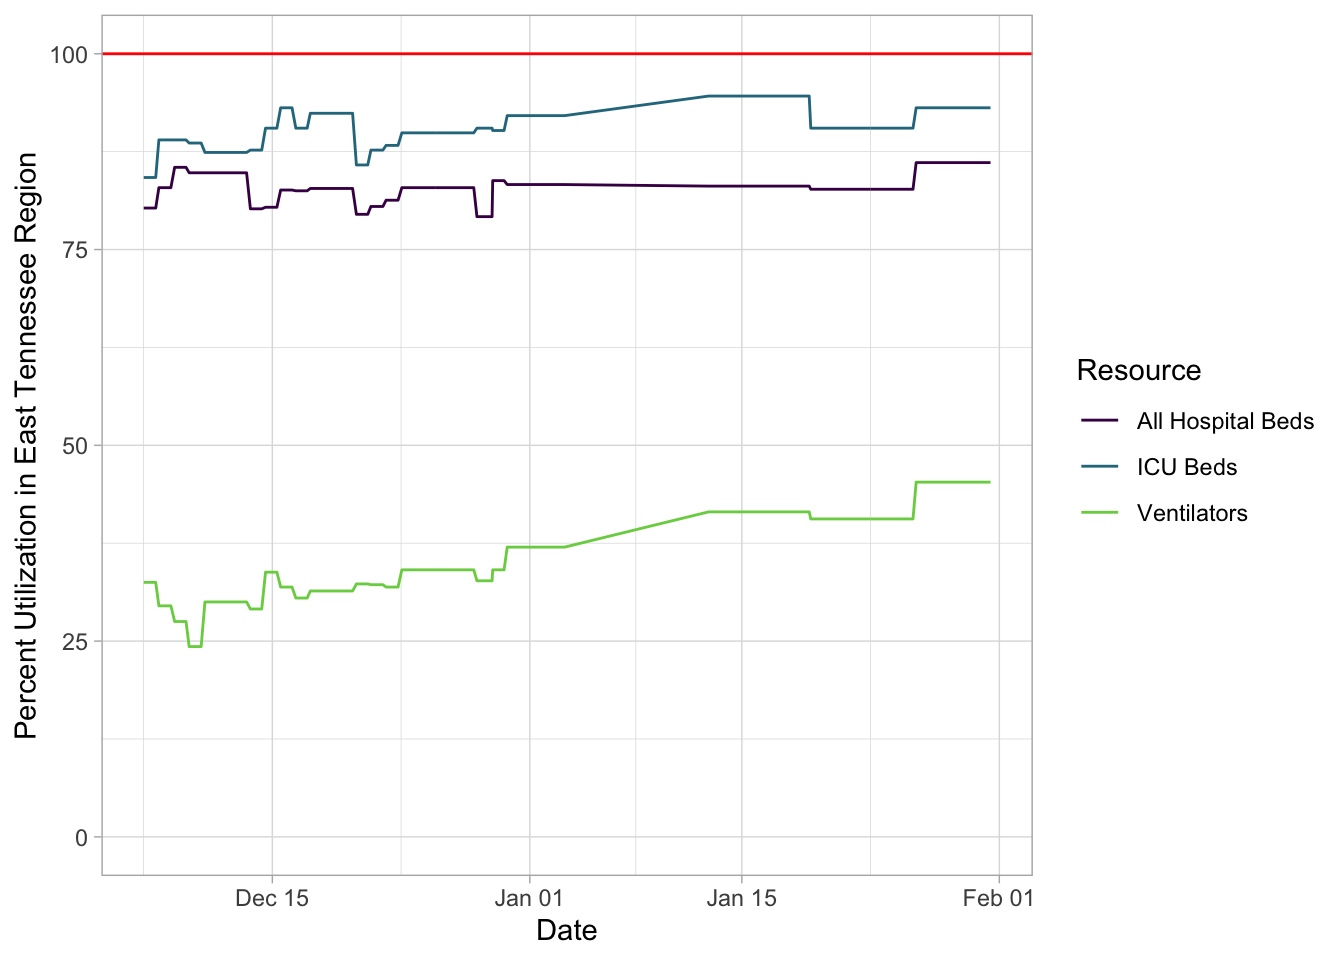 Percent Utilization in East Tennessee Region
100
75
50
25
0
Dec 15
Jan 01
Jan 15
Feb 01
Date
Resource
All Hospital Beds
ICU Beds
Ventilators